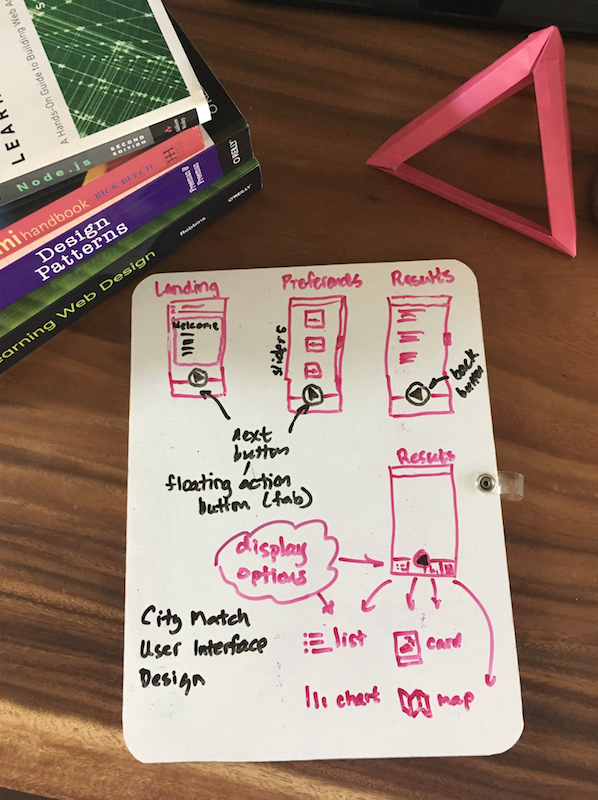 LEARN
A Hands-On Guide to Building Web A
Node.js
SECOND EDITION
mi handbook
RICK BEECH
Design
Patterns
O'REILLY
Learning Web Design
Robbins
O'REILLY
Landing
Preferences
Results
Welcome
sliders
back
button
next
button
floating action
button (fab)
Results
display
options
City Match
User Interface
Design
list
card
chart
map